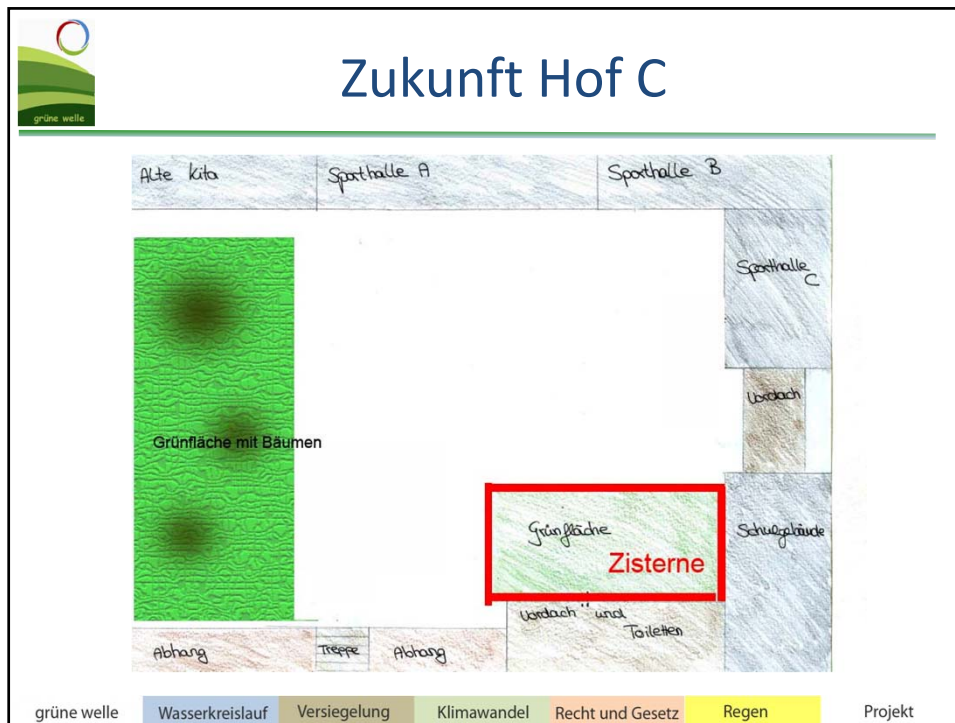 grüne welle
Zukunft Hof C
Alte Kita
Sporthalle A
Sporthalle B
Sporthalle
C
Vordach
Grünfläche mit Bäumen
Grünfläche
Zisterne
Schulgebäude
Vordach und
Toiletten
Abhang
Treppe
Abhang
grüne welle
Wasserkreislauf
Versiegelung
Klimawandel
Recht und Gesetz
Regen
Projekt